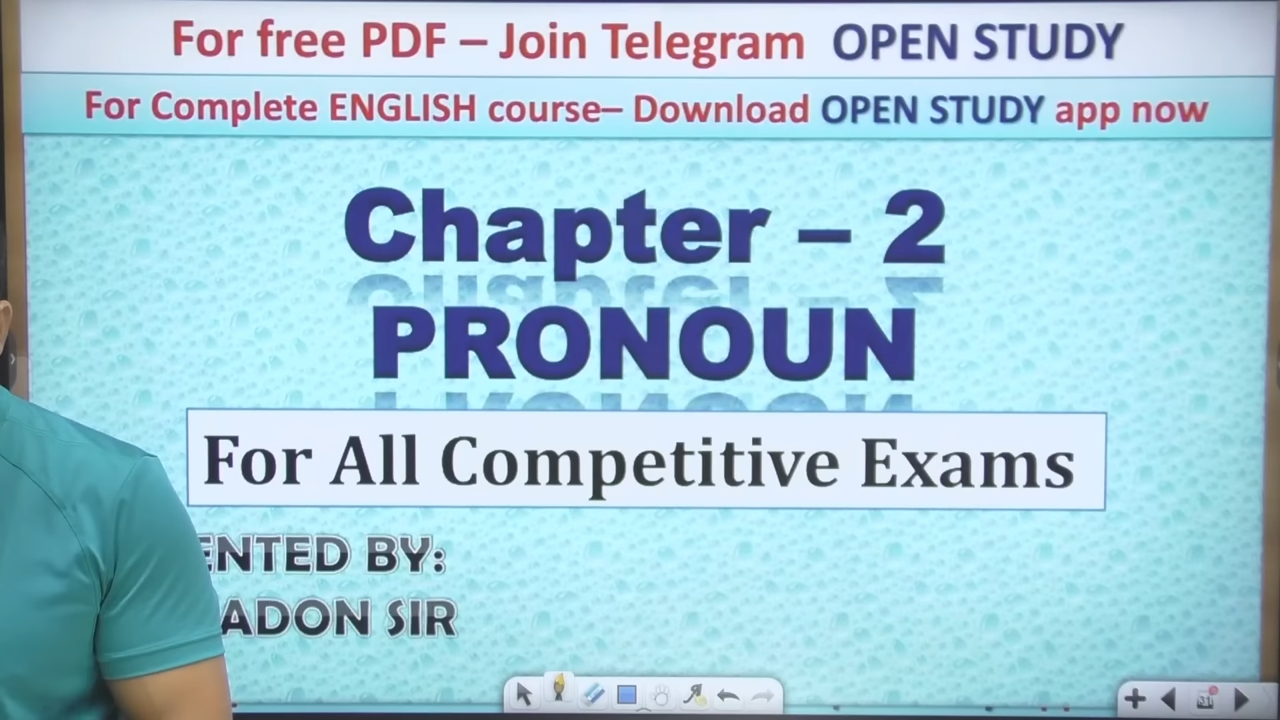 For free PDF – Join Telegram OPEN STUDY
For Complete ENGLISH course– Download OPEN STUDY app now
Chapter – 2
PRONOUN
For All Competitive Exams
ENTED BY:
ADON SIR
31